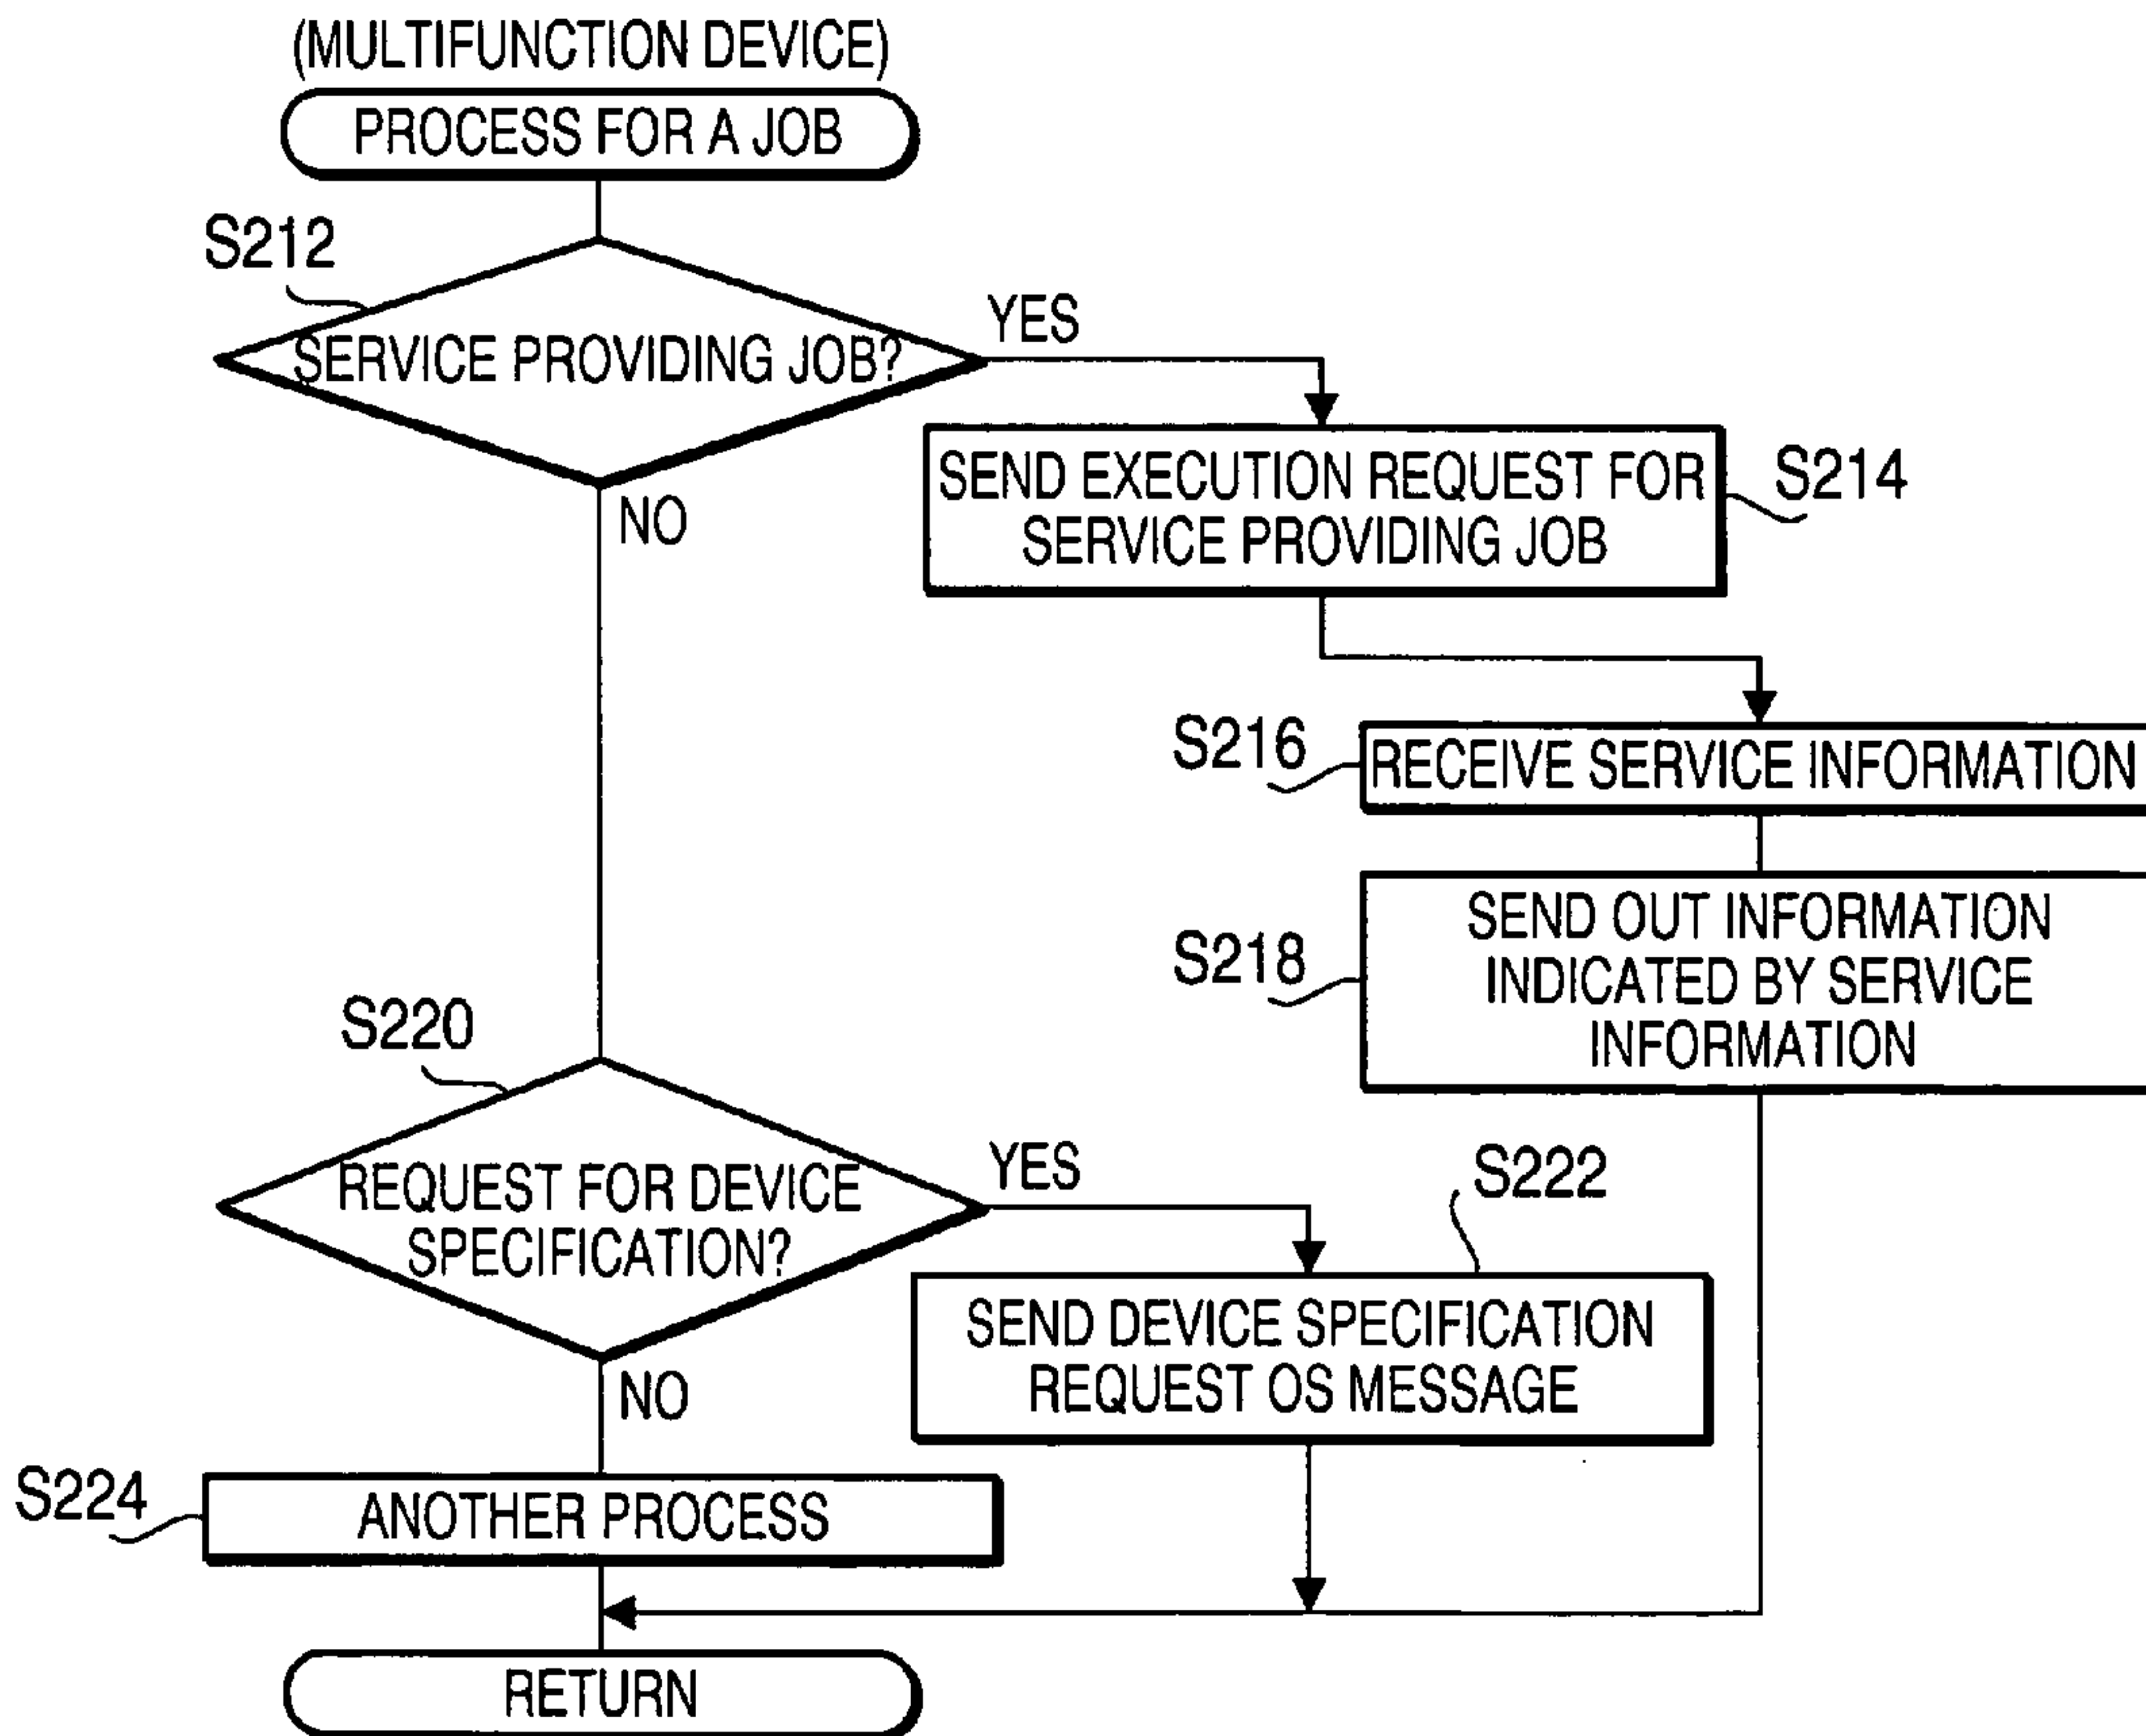 (MULTIFUNCTION DEVICE)
PROCESS FOR A JOB
S212
SERVICE PROVIDING JOB?
YES
NO
SEND EXECUTION REQUEST FOR
SERVICE PROVIDING JOB
S214
S216
RECEIVE SERVICE INFORMATION
S218
SEND OUT INFORMATION
INDICATED BY SERVICE
INFORMATION
S220
REQUEST FOR DEVICE
SPECIFICATION?
YES
NO
S222
SEND DEVICE SPECIFICATION
REQUEST OS MESSAGE
S224
ANOTHER PROCESS
RETURN